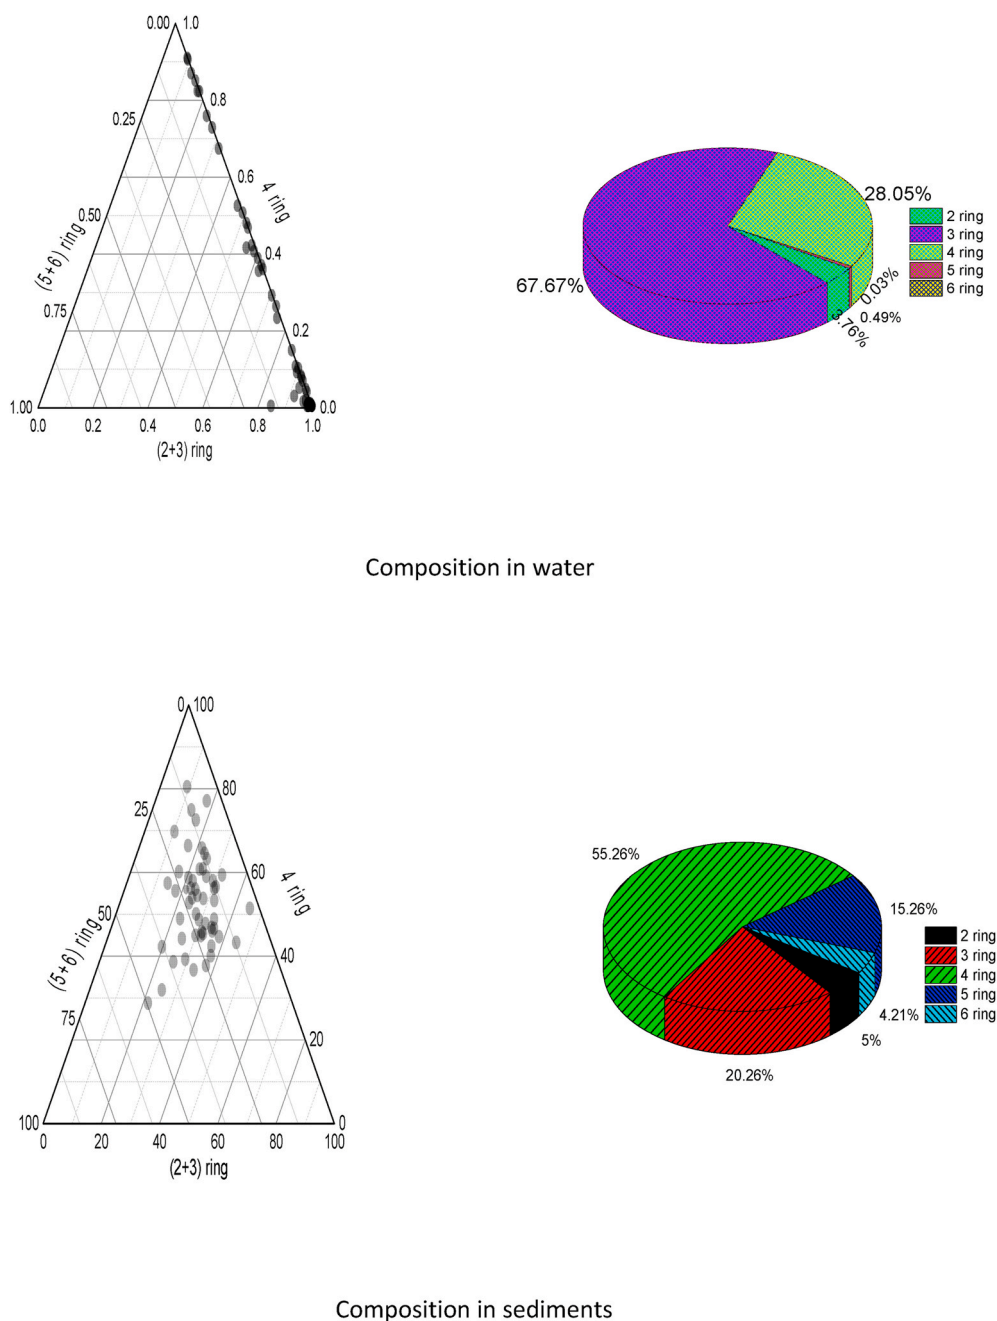 0.00 1.0
0.25
0.50
0.75
1.00
(5+6) ring
0.8
0.6
0.4
0.2
0.0
4 ring
0.0 0.2 0.4 0.6 0.8 1.0
(2+3) ring
28.05%
67.67%
0.03%
0.49%
3.76%
2 ring
3 ring
4 ring
5 ring
6 ring
Composition in water
0 100
25
50
75
100
(5+6) ring
80
60
40
20
0
4 ring
0 20 40 60 80 100
(2+3) ring
55.26%
15.26%
4.21%
5%
20.26%
2 ring
3 ring
4 ring
5 ring
6 ring
Composition in sediments